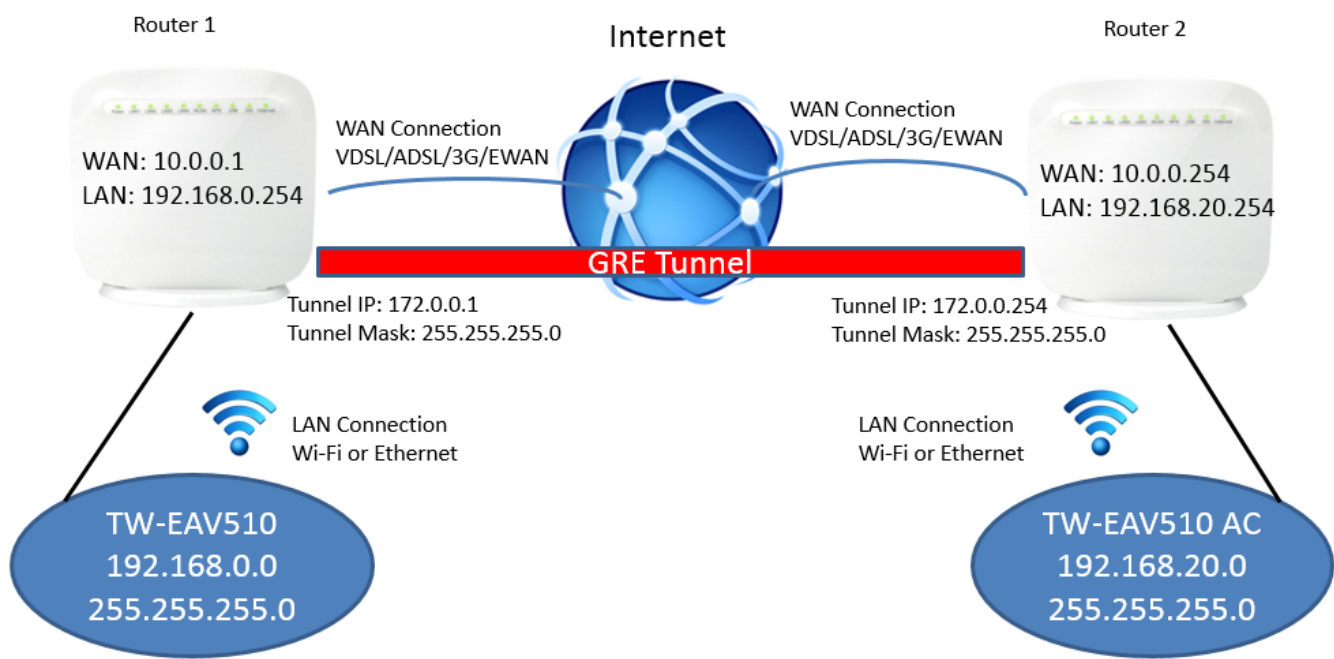 Router 1
Internet
Router 2
WAN Connection
VDSL/ADSL/3G/EWAN
WAN Connection
VDSL/ADSL/3G/EWAN
WAN: 10.0.0.1
LAN: 192.168.0.254
WAN: 10.0.0.254
LAN: 192.168.20.254
GRE Tunnel
Tunnel IP: 172.0.0.1
Tunnel Mask: 255.255.255.0
Tunnel IP: 172.0.0.254
Tunnel Mask: 255.255.255.0
LAN Connection
Wi-Fi or Ethernet
LAN Connection
Wi-Fi or Ethernet
TW-EAV510
192.168.0.0
255.255.255.0
TW-EAV510 AC
192.168.20.0
255.255.255.0